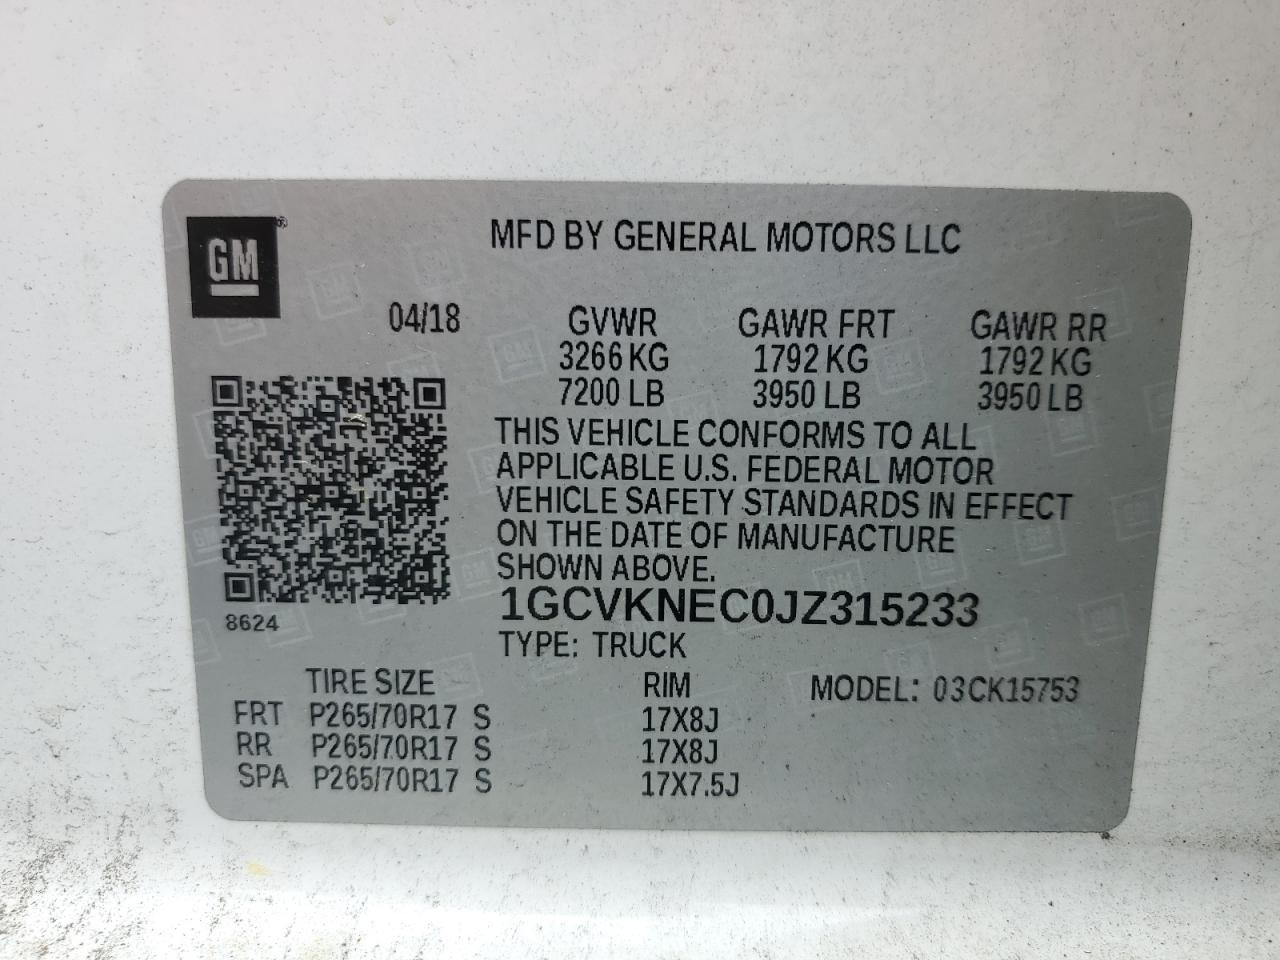 GM
MFD BY GENERAL MOTORS LLC
04/18
GVWR GAWR FRT GAWR RR
3266 KG 1792 KG 1792 KG
7200 LB 3950 LB 3950 LB
THIS VEHICLE CONFORMS TO ALL
APPLICABLE U.S. FEDERAL MOTOR
VEHICLE SAFETY STANDARDS IN EFFECT
ON THE DATE OF MANUFACTURE
SHOWN ABOVE.
8624
1GCVKNEC0JZ315233
TYPE: TRUCK
TIRE SIZE RIM MODEL: 03CK15753
FRT P265/70R17 S 17X8J
RR P265/70R17 S 17X8J
SPA P265/70R17 S 17X7.5J